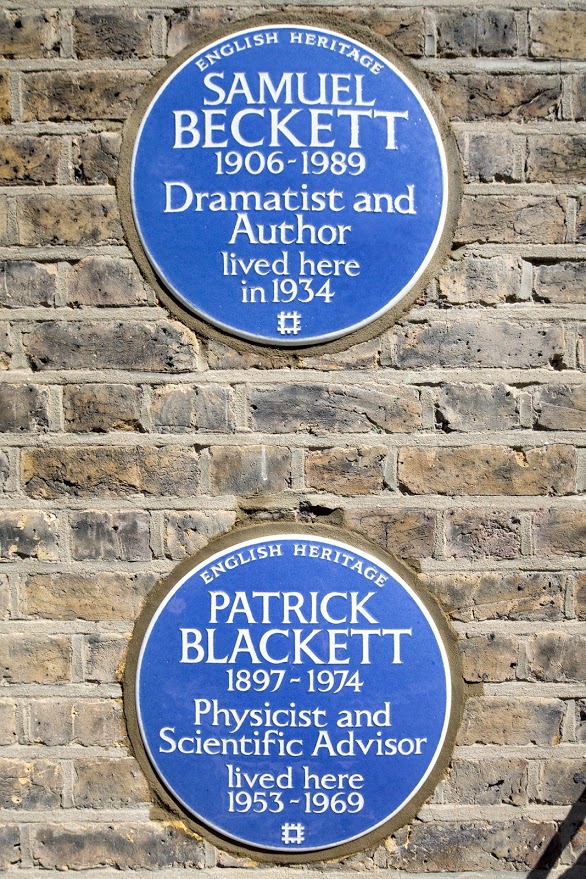 ENGLISH HERITAGE
SAMUEL
BECKETT
1906-1989
Dramatist and
Author
lived here
in 1934
ENGLISH HERITAGE
PATRICK
BLACKETT
1897-1974
Physicist and
Scientific Advisor
lived here
1953-1969